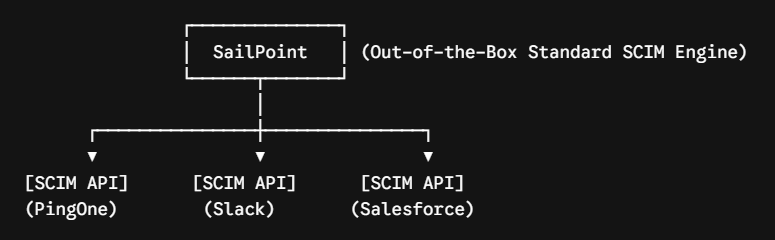 SailPoint (Out-of-the-Box Standard SCIM Engine)
[SCIM API] [SCIM API] [SCIM API]
(PingOne) (Slack) (Salesforce)